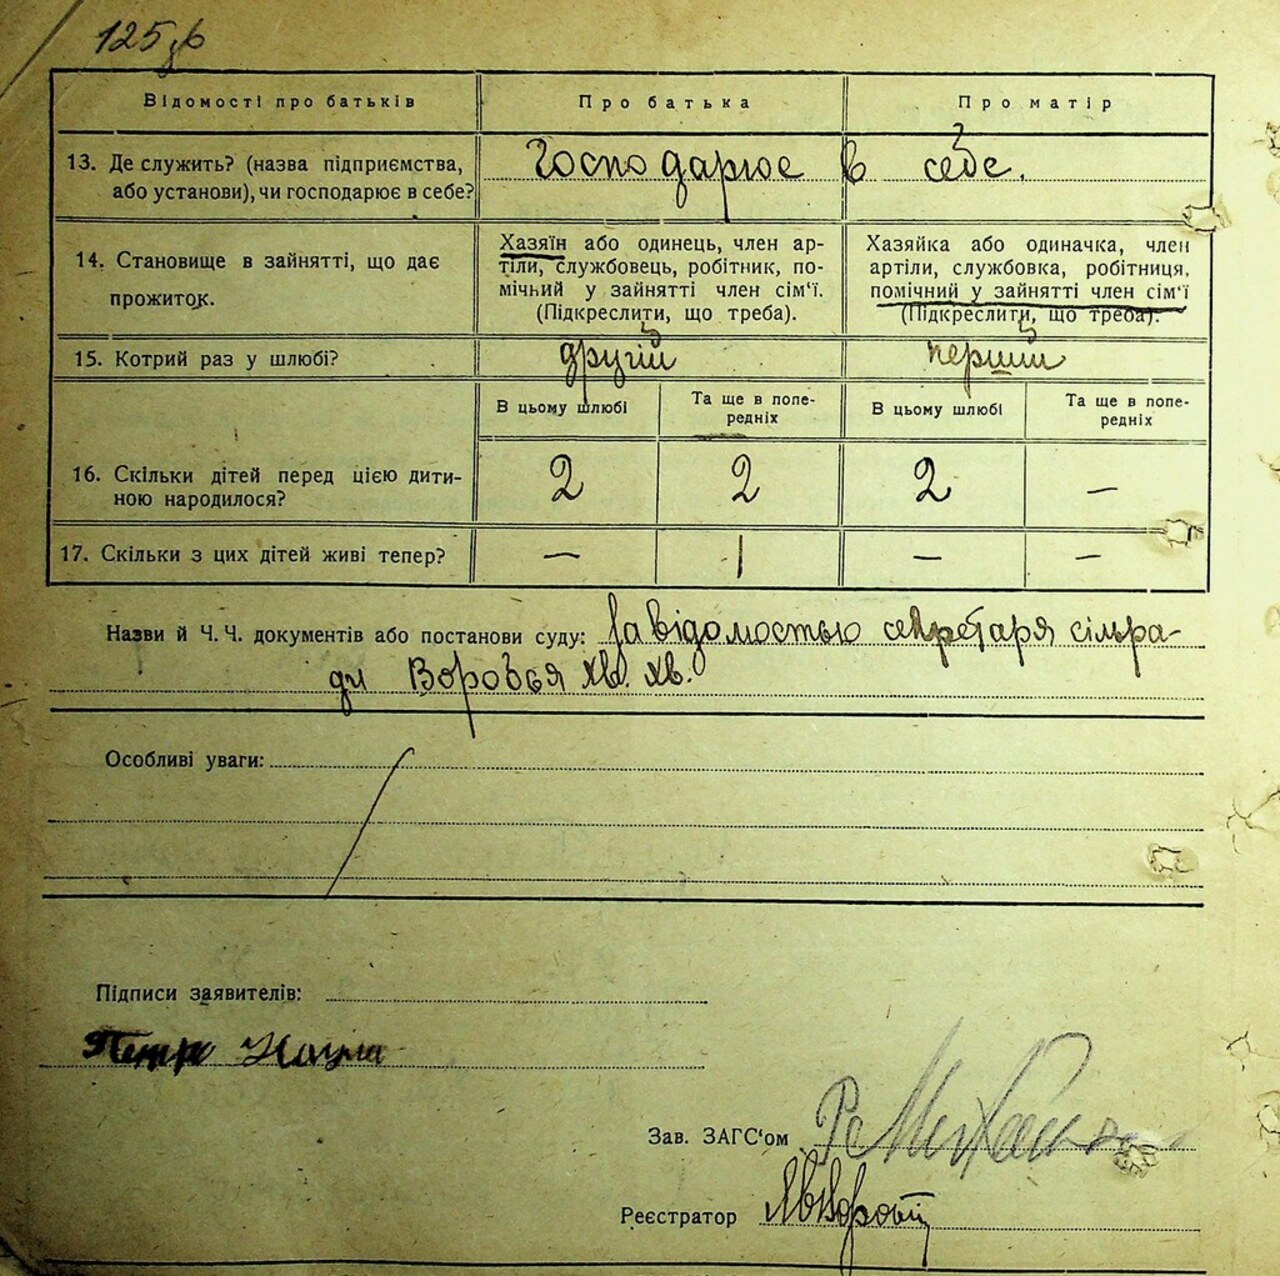 125
Відомості про батьків
Про батька
Про матір
13. Де служить? (назва підприємства,
або установи), чи господарює в себе?
Господарює в себе.
14. Становище в зайнятті, що дає
прожиток.
Хазяїн або одинець, член ар-
тіли, службовець, робітник, по-
мічний у зайнятті член сім'ї.
(Підкреслити, що треба).
Хазяйка або одиначка, член
артіли, службовка, робітниця,
помічний у зайнятті член сім'ї
(Підкреслити, що треба).
15. Котрий раз у шлюбі?
другий
перший
В цьому шлюбі
Та ще в попе-
редніх
В цьому шлюбі
Та ще в попе-
редніх
16. Скільки дітей перед цією дити-
ною народилося?
2 2 2 —
17. Скільки з цих дітей живі тепер?
— 1 — —
Назви й Ч. Ч. документів або постанови суду: за відомостью секретаря сільра-
ди
Особливі уваги:
Підписи заявителів:
Петро
Зав. ЗАГС'ом
Реєстратор